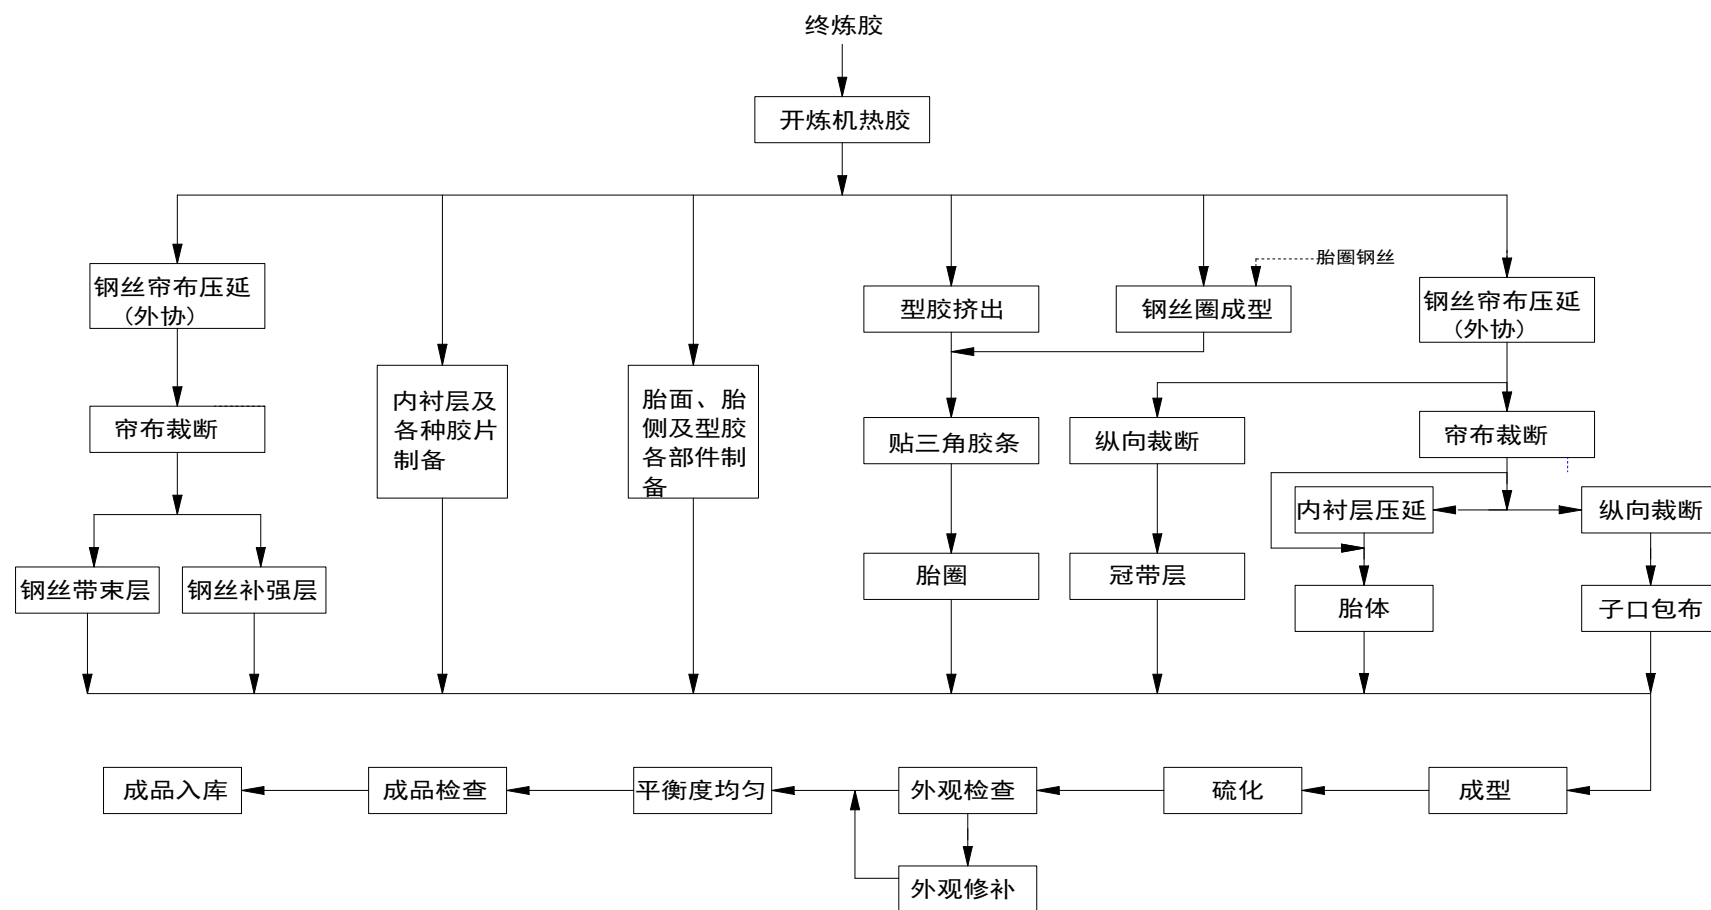 终炼胶
开炼机热胶
钢丝帘布压延
(外协)
帘布裁断
钢丝带束层
钢丝补强层
内衬层及
各种胶片
制备
胎面、胎
侧及型胶
各部件制
备
型胶挤出
钢丝圈成型
胎圈钢丝
贴三角胶条
胎圈
钢丝帘布压延
(外协)
纵向裁断
冠带层
帘布裁断
内衬层压延
胎体
纵向裁断
子口包布
成品入库
成品检查
平衡度均匀
外观检查
硫化
成型
外观修补